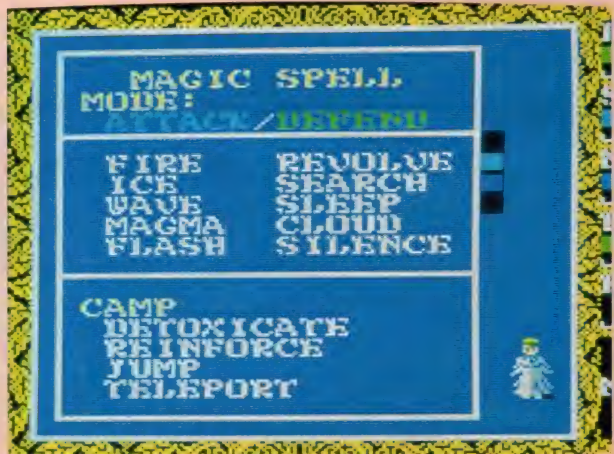 MAGIC SPELL
MODE:
ATTACK/DEFEND
FIRE REVOLVE
ICE SEARCH
WAVE SLEEP
MAGMA CLOUD
FLASH SILENCE
CAMP
DETOXICATE
REINFORCE
JUMP
TELEPORT